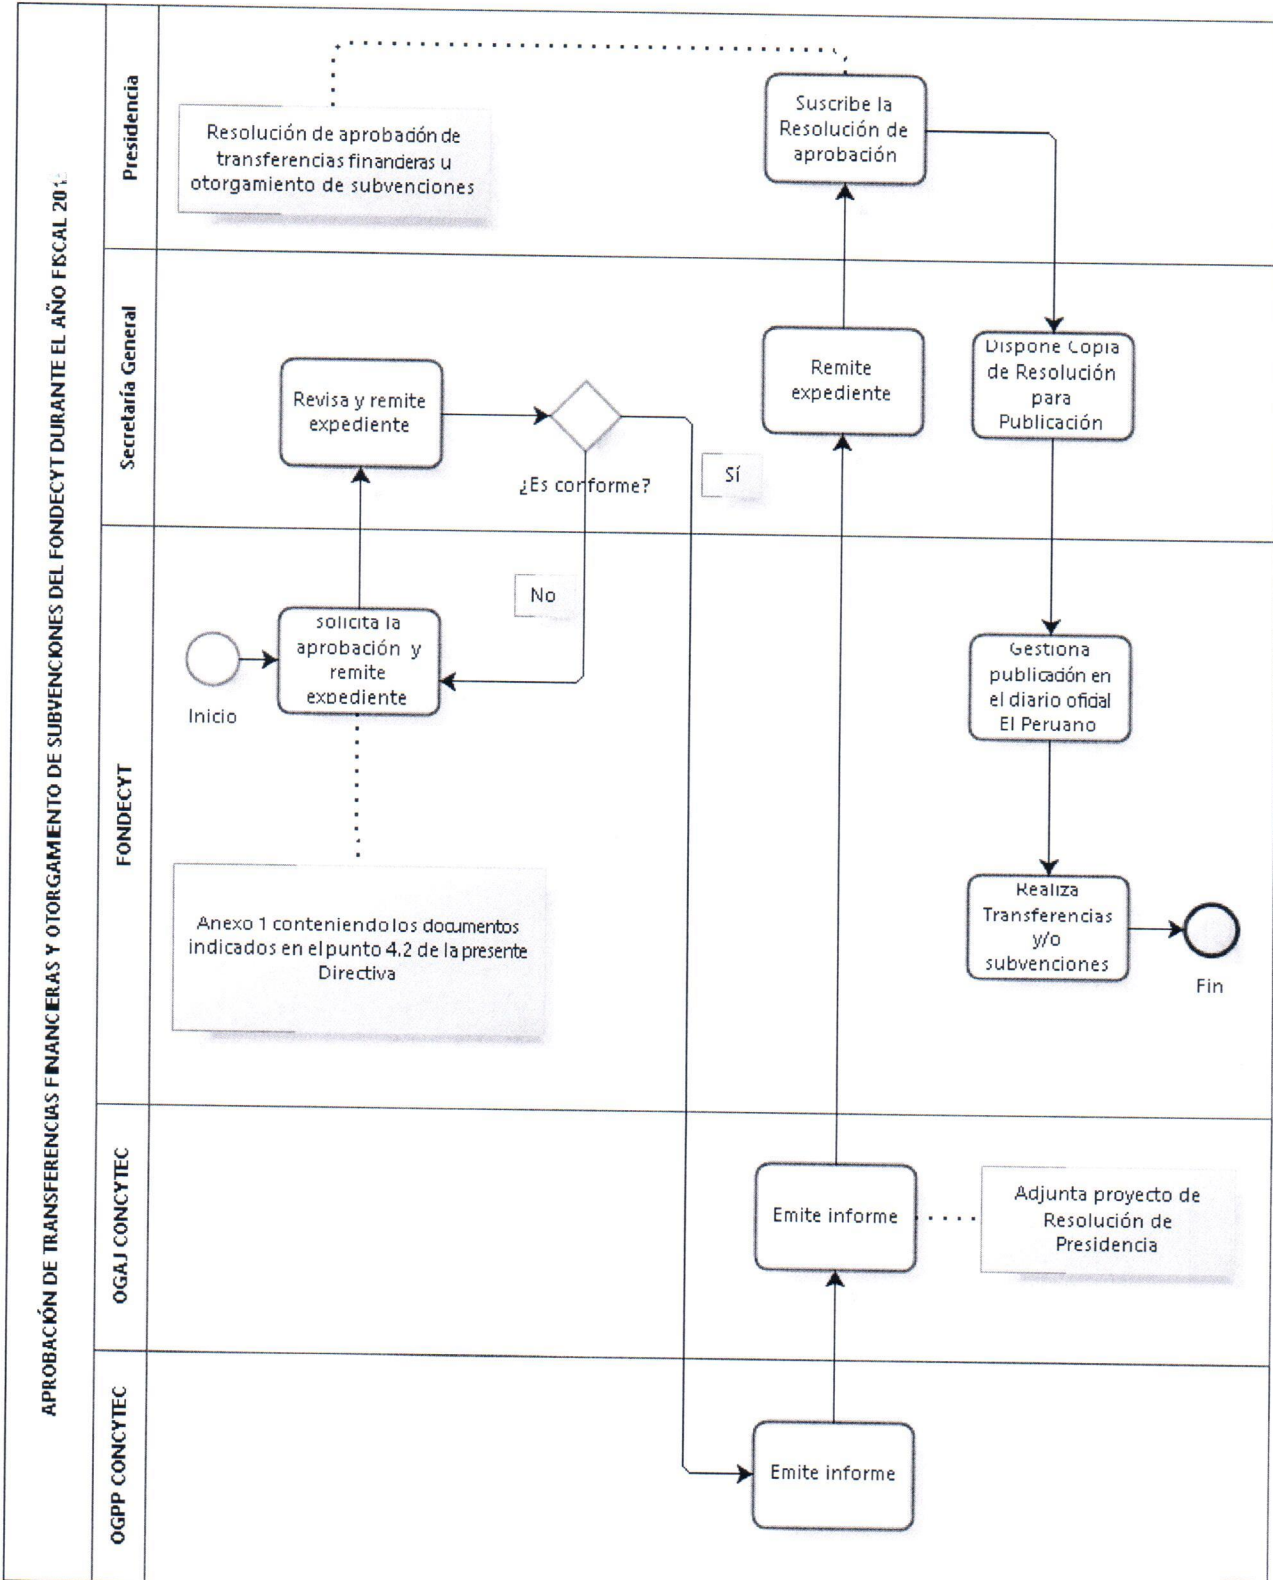 APROBACIÓN DE TRANSFERENCIAS FINANCIERAS Y OTORGAMIENTO DE SUBVENCIONES DEL FONDECYT DURANTE EL AÑO FISCAL
Presidencia
Resolución de aprobación de
transferencias financieras u
otorgamiento de subvenciones
Suscribe la
Resolución de
aprobación
Secretaría General
Revisa y remite
expediente
¿Es conforme?
Sí
Remite
expediente
Dispone Copia
de Resolución
para
Publicación
FONDECYT
Inicio
solicita la
aprobación y
remite
expediente
No
Anexo 1 conteniendo los documentos
indicados en el punto 4.2 de la presente
Directiva
Gestiona
publicación en
el diario oficial
El Peruano
Realiza
Transferencias
y/o
subvenciones
Fin
OGAJ CONCYTEC
Emite informe
Adjunta proyecto de
Resolución de
Presidencia
OGPP CONCYTEC
Emite informe